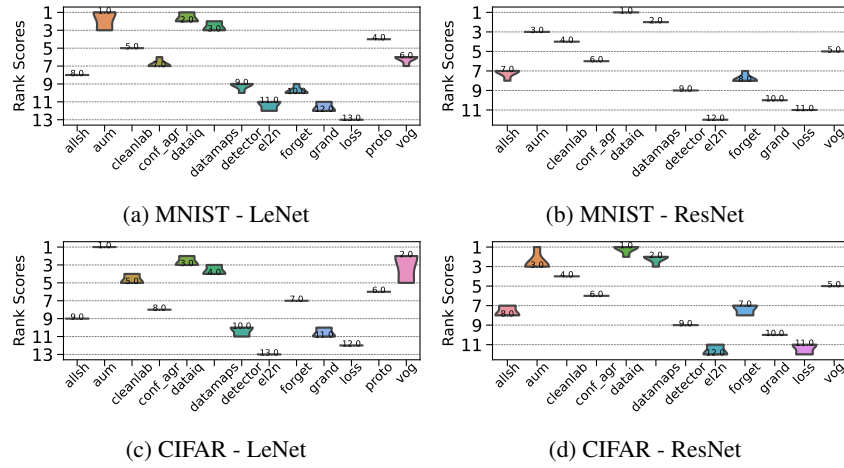 Rank Scores
1
3
5
7
9
11
13
8.0
1.0
5.0
7.0
2.0
3.0
9.0
11.0
10.0
12.0
13.0
4.0
6.0
allsh
aum
cleanlab
conf_agr
dataiq
datamaps
detector
el2n
forget
grand
loss
proto
vog
(a) MNIST - LeNet
Rank Scores
1
3
5
7
9
11
7.0
3.0
4.0
6.0
1.0
2.0
9.0
12.0
8.0
10.0
11.0
5.0
allsh
aum
cleanlab
conf_agr
dataiq
datamaps
detector
el2n
forget
grand
loss
vog
(b) MNIST - ResNet
Rank Scores
1
3
5
7
9
11
13
9.0
1.0
5.0
8.0
3.0
4.0
10.0
13.0
7.0
11.0
12.0
6.0
2.0
allsh
aum
cleanlab
conf_agr
dataiq
datamaps
detector
el2n
forget
grand
loss
proto
vog
(c) CIFAR - LeNet
Rank Scores
1
3
5
7
9
11
8.0
3.0
4.0
6.0
1.0
2.0
9.0
12.0
7.0
10.0
11.0
5.0
allsh
aum
cleanlab
conf_agr
dataiq
datamaps
detector
el2n
forget
grand
loss
vog
(d) CIFAR - ResNet